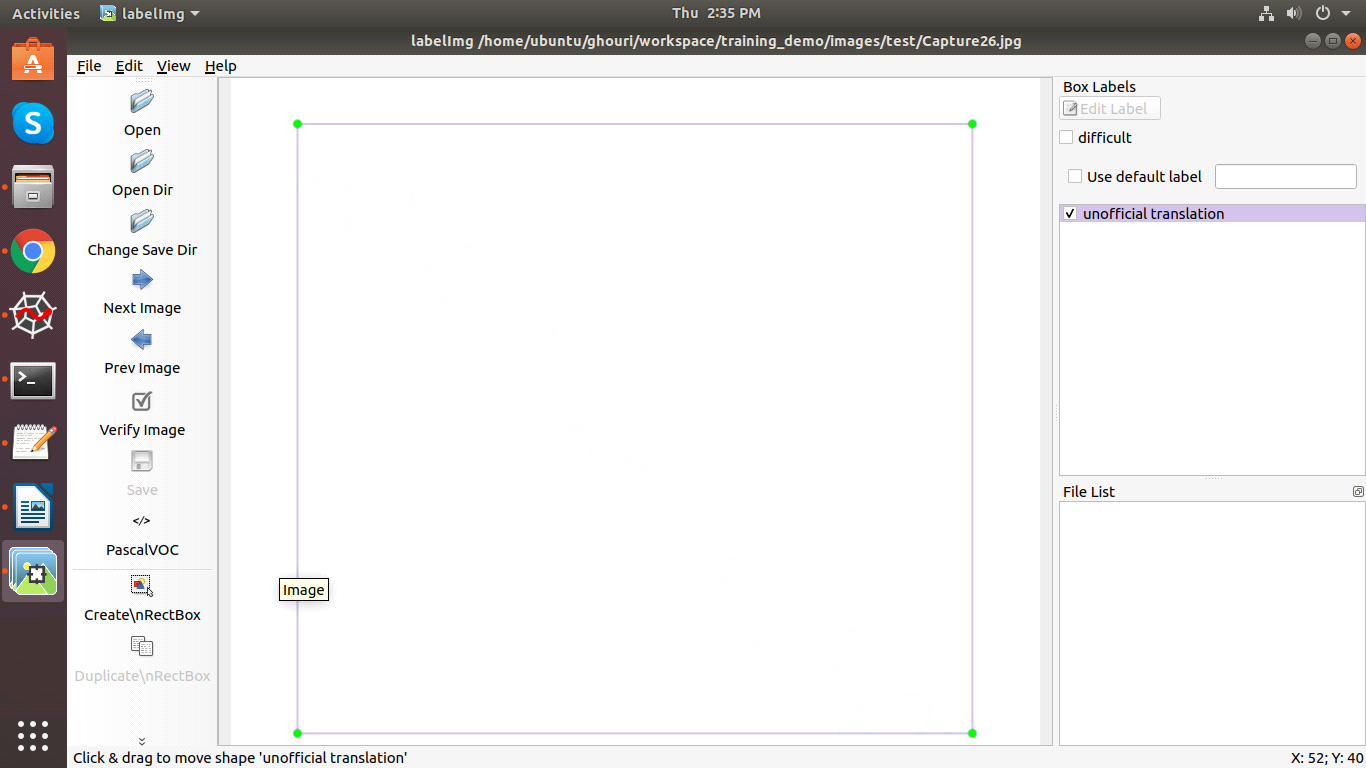 Activities labelImg Thu 2:35 PM
labelImg /home/ubuntu/ghouri/workspace/training_demo/images/test/Capture26.jpg
File Edit View Help
Open
Open Dir
Change Save Dir
Next Image
Prev Image
Verify Image
Save
</>
PascalVOC
Create\nRectBox
Duplicate\nRectBox
Image
Box Labels
Edit Label
difficult
Use default label
unofficial translation
File List
Click & drag to move shape 'unofficial translation'
X: 52; Y: 40